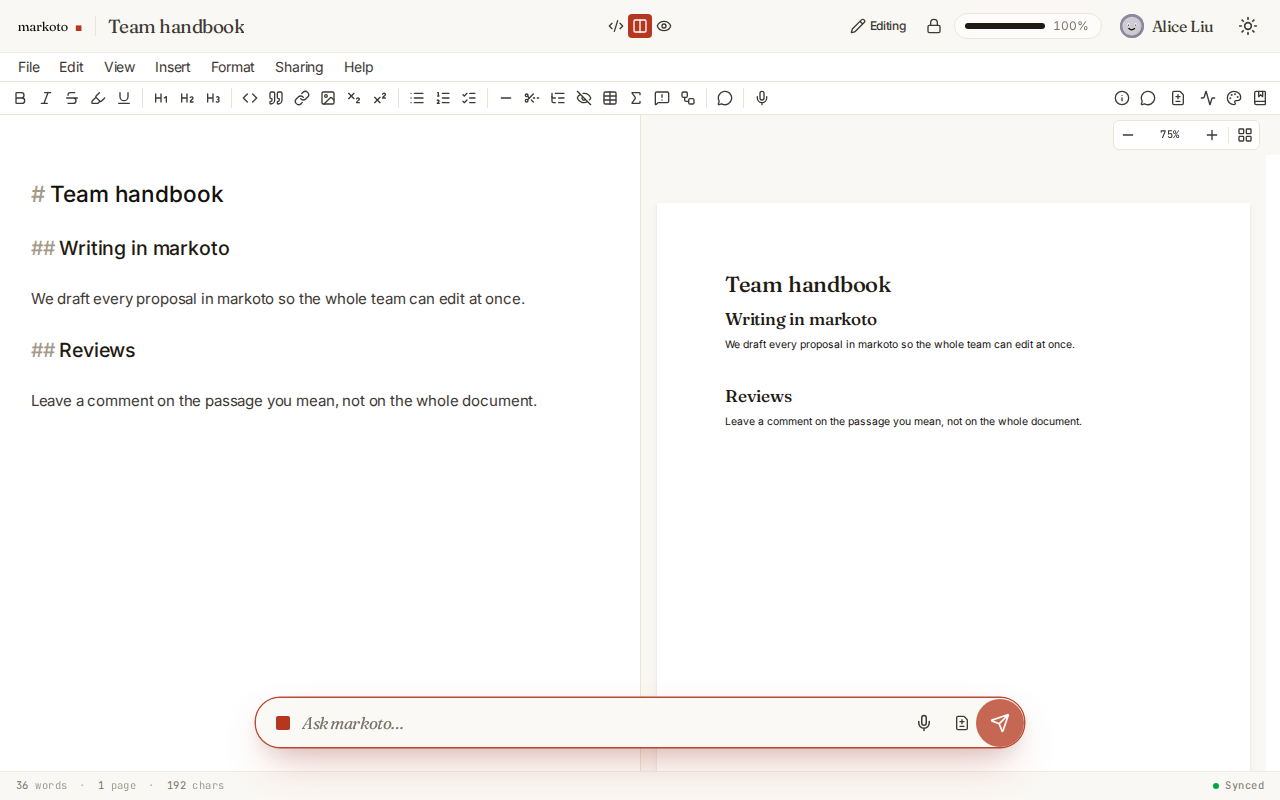 markoto
Team handbook
Editing
100%
Alice Liu
File Edit View Insert Format Sharing Help
H1 H2 H3
75%
# Team handbook
## Writing in markoto
We draft every proposal in markoto so the whole team can edit at once.
## Reviews
Leave a comment on the passage you mean, not on the whole document.
Team handbook
Writing in markoto
We draft every proposal in markoto so the whole team can edit at once.
Reviews
Leave a comment on the passage you mean, not on the whole document.
Ask markoto...
36 words · 1 page · 192 chars
Synced